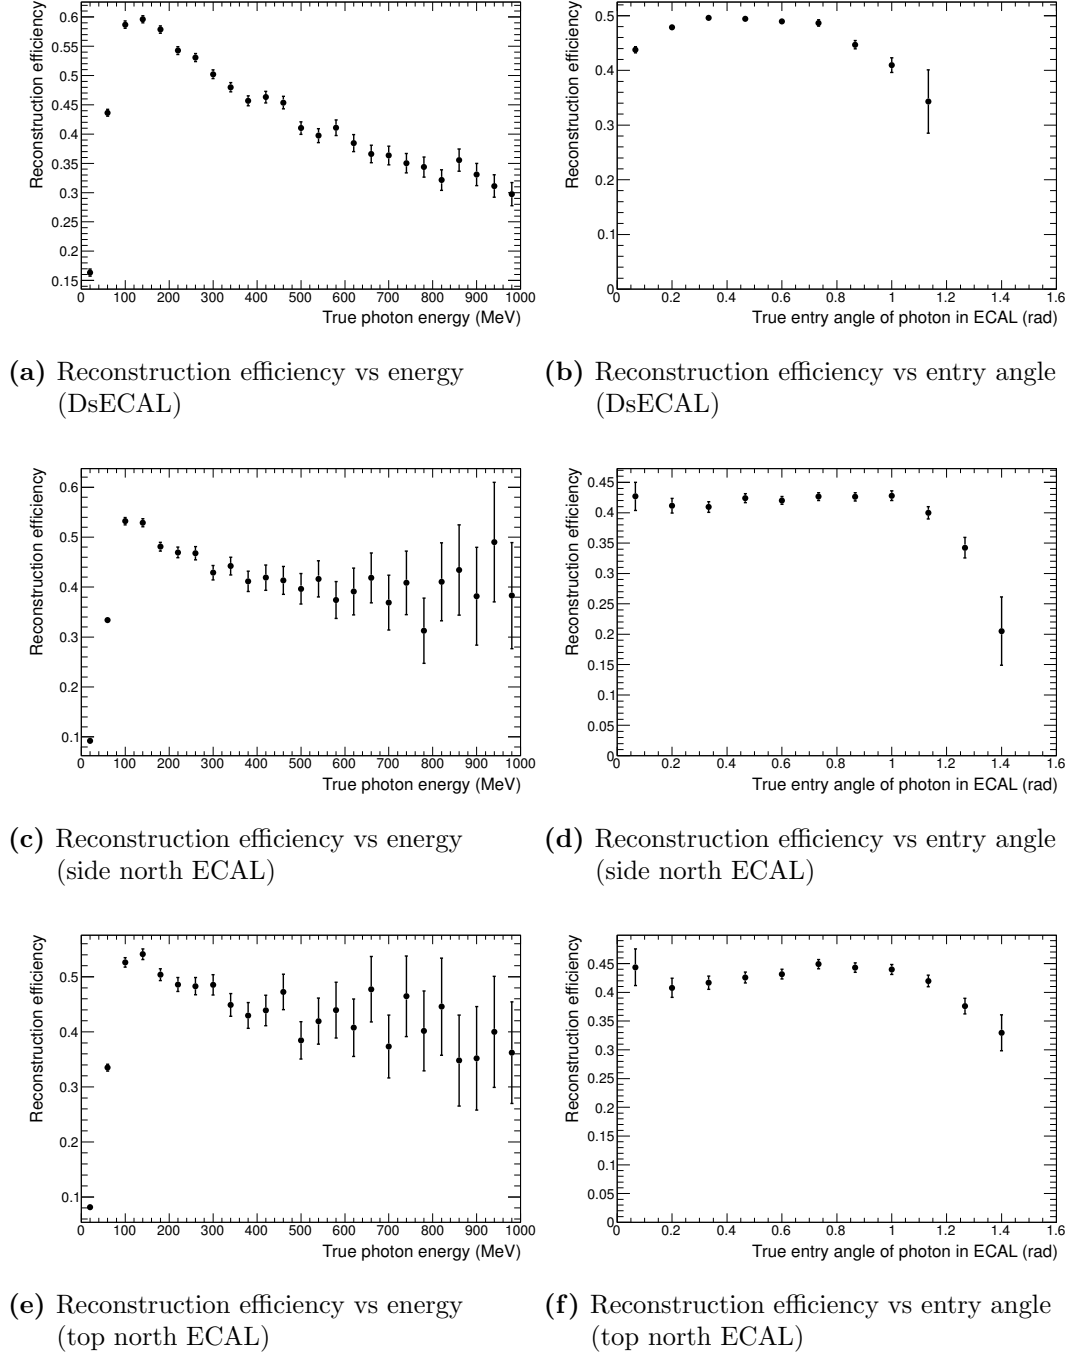 Reconstruction efficiency
0.6
0.55
0.5
0.45
0.4
0.35
0.3
0.25
0.2
0.15
0 100 200 300 400 500 600 700 800 900 1000
True photon energy (MeV)
Reconstruction efficiency
0.5
0.4
0.3
0.2
0.1
0
0 0.2 0.4 0.6 0.8 1 1.2 1.4 1.6
True entry angle of photon in ECAL (rad)
(a) Reconstruction efficiency vs energy
(DsECAL)
(b) Reconstruction efficiency vs entry angle
(DsECAL)
Reconstruction efficiency
0.6
0.5
0.4
0.3
0.2
0.1
0 100 200 300 400 500 600 700 800 900 1000
True photon energy (MeV)
Reconstruction efficiency
0.45
0.4
0.35
0.3
0.25
0.2
0.15
0.1
0.05
0
0 0.2 0.4 0.6 0.8 1 1.2 1.4 1.6
True entry angle of photon in ECAL (rad)
(c) Reconstruction efficiency vs energy
(side north ECAL)
(d) Reconstruction efficiency vs entry angle
(side north ECAL)
Reconstruction efficiency
0.5
0.4
0.3
0.2
0.1
0 100 200 300 400 500 600 700 800 900 1000
True photon energy (MeV)
Reconstruction efficiency
0.45
0.4
0.35
0.3
0.25
0.2
0.15
0.1
0.05
0
0 0.2 0.4 0.6 0.8 1 1.2 1.4 1.6
True entry angle of photon in ECAL (rad)
(e) Reconstruction efficiency vs energy
(top north ECAL)
(f) Reconstruction efficiency vs entry angle
(top north ECAL)